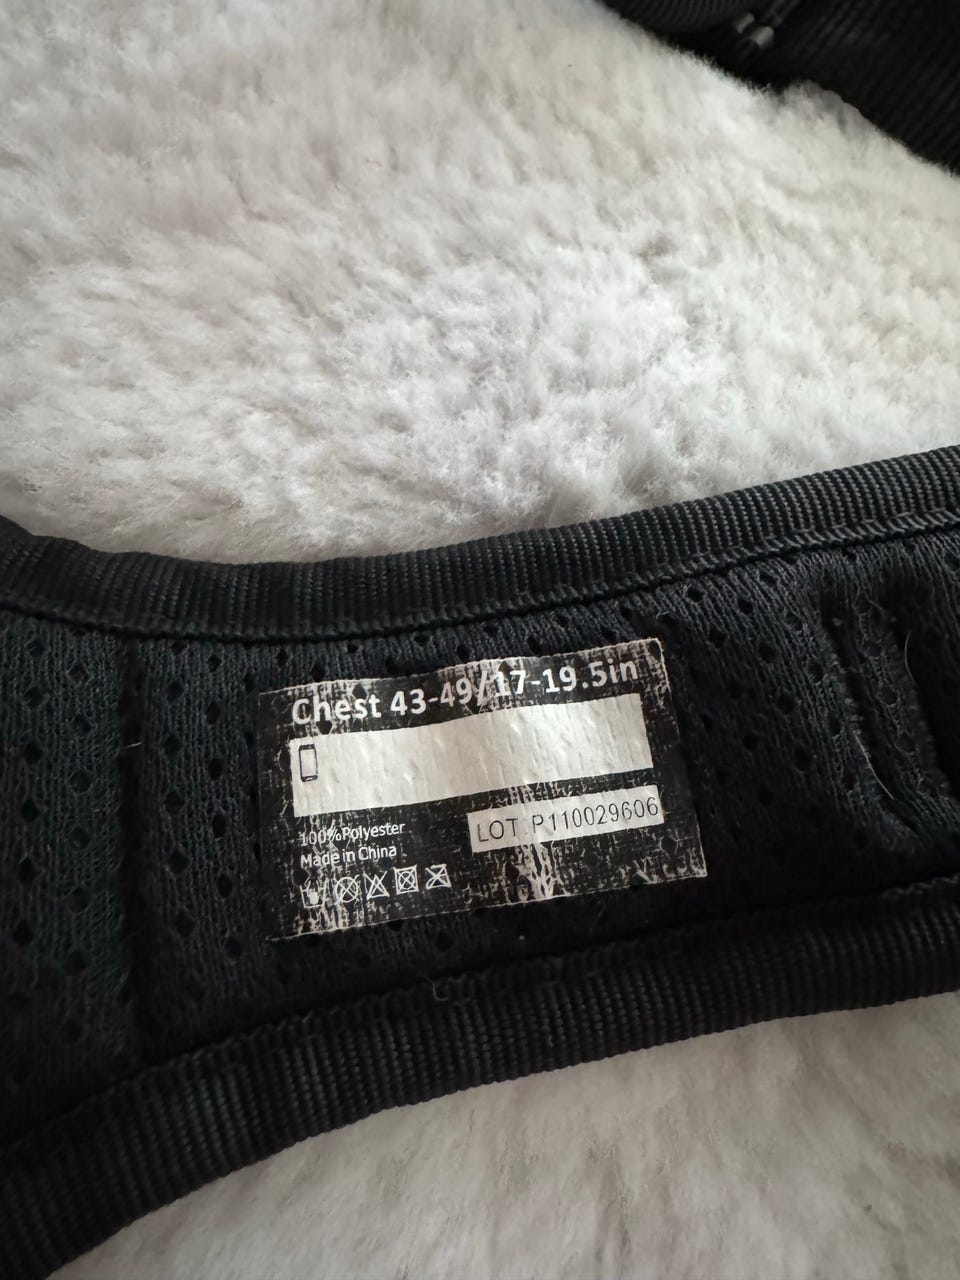 Chest 43-49/17-19.5in
LOT. P110029606
100%Polyester
Made in China